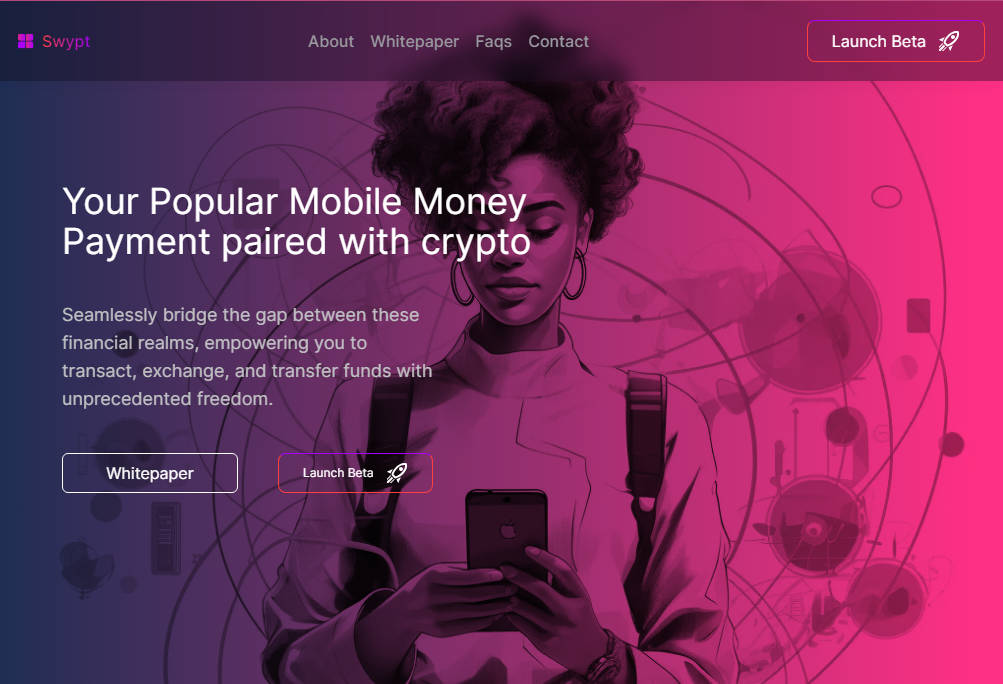 Swypt
About
Whitepaper
Faqs
Contact
Launch Beta
Your Popular Mobile Money
Payment paired with crypto
Seamlessly bridge the gap between these
financial realms, empowering you to
transact, exchange, and transfer funds with
unprecedented freedom.
Whitepaper
Launch Beta